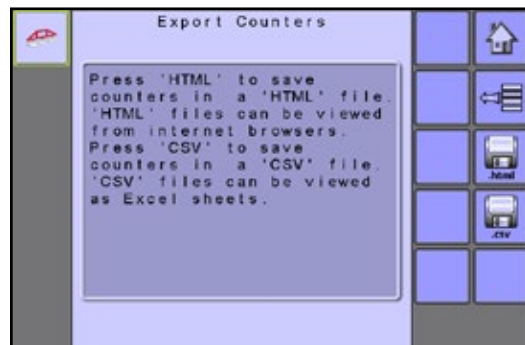 Export Counters
Press 'HTML' to save
counters in a 'HTML' file.
'HTML' files can be viewed
from internet browsers.
Press 'CSV' to save
counters in a 'CSV' file.
'CSV' files can be viewed
as Excel sheets.
.html
.csv